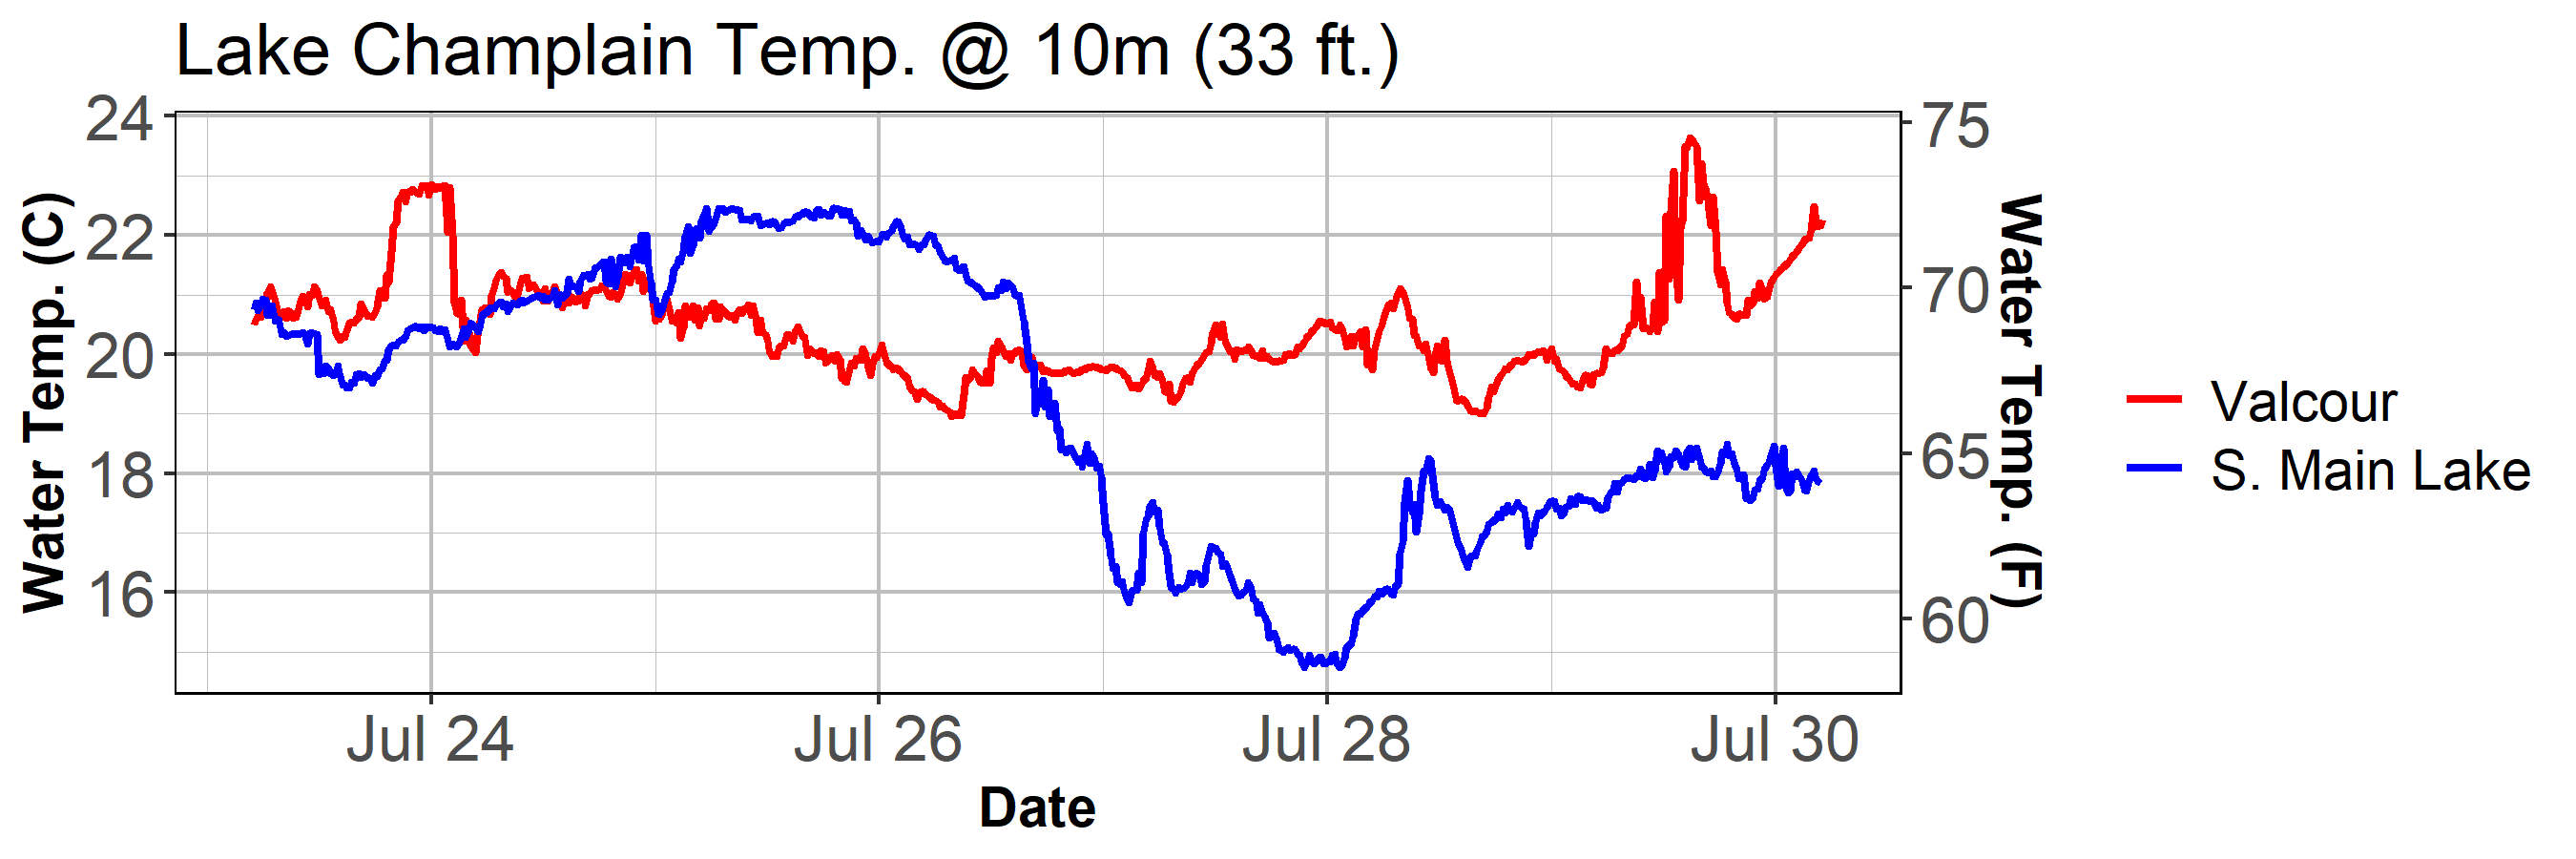 Lake Champlain Temp. @ 10m (33 ft.)
Water Temp. (C)
24
22
20
18
16
75
70
65
60
Water Temp. (F)
Jul 24
Jul 26
Jul 28
Jul 30
Date
Valcour
S. Main Lake